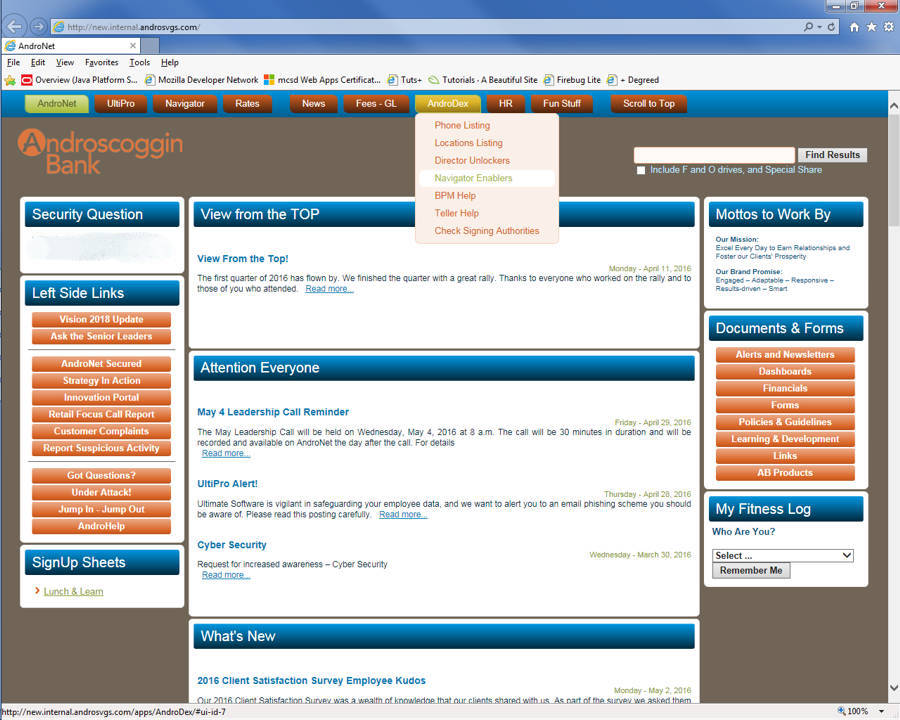 http://new.internal.androsvgs.com/
AndroNet
File Edit View Favorites Tools Help
Overview (Java Platform S... Mozilla Developer Network mcsd Web Apps Certificat... Tuts+ Tutorials - A Beautiful Site Firebug Lite + Degreed
AndroNet UltiPro Navigator Rates News Fees - GL AndroDex HR Fun Stuff Scroll to Top
Phone Listing
Locations Listing
Director Unlockers
Navigator Enablers
BPM Help
Teller Help
Check Signing Authorities
Androscoggin
Bank
Find Results
Include F and O drives, and Special Share
Security Question
Left Side Links
Vision 2018 Update
Ask the Senior Leaders
AndroNet Secured
Strategy In Action
Innovation Portal
Retail Focus Call Report
Customer Complaints
Report Suspicious Activity
Got Questions?
Under Attack!
Jump In - Jump Out
AndroHelp
SignUp Sheets
Lunch & Learn
View from the TOP
View From the Top!
Monday - April 11, 2016
The first quarter of 2016 has flown by. We finished the quarter with a great rally. Thanks to everyone who worked on the rally and to
those of you who attended. Read more...
Attention Everyone
May 4 Leadership Call Reminder
Friday - April 29, 2016
The May Leadership Call will be held on Wednesday, May 4, 2016 at 8 a.m. The call will be 30 minutes in duration and will be
recorded and available on AndroNet the day after the call. For details
Read more...
UltiPro Alert!
Thursday - April 28, 2016
Ultimate Software is vigilant in safeguarding your employee data, and we want to alert you to an email phishing scheme you should
be aware of. Please read this posting carefully. Read more...
Cyber Security
Wednesday - March 30, 2016
Request for increased awareness – Cyber Security
Read more...
What's New
2016 Client Satisfaction Survey Employee Kudos
Monday - May 2, 2016
Our 2016 Client Satisfaction Survey was a wealth of knowledge that our clients shared with us. As part of the survey we asked them
Mottos to Work By
Our Mission:
Excel Every Day to Earn Relationships and
Foster our Clients' Prosperity
Our Brand Promise:
Engaged – Adaptable – Responsive –
Results-driven – Smart
Documents & Forms
Alerts and Newsletters
Dashboards
Financials
Forms
Policies & Guidelines
Learning & Development
Links
AB Products
My Fitness Log
Who Are You?
Select ...
Remember Me
http://new.internal.androsvgs.com/apps/AndroDex/#ui-id-7
100%